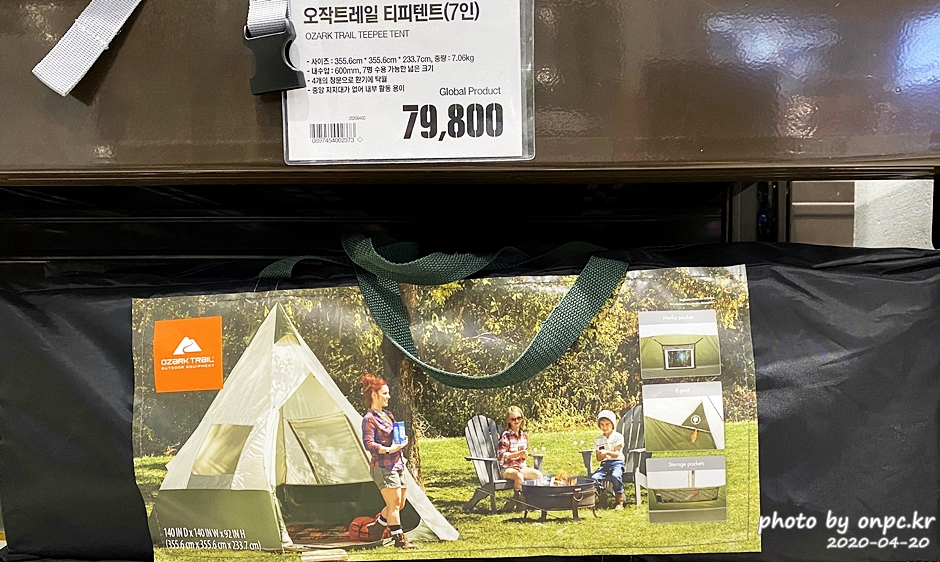 오작트레일 티피텐트(7인)
OZARK TRAIL TEEPEE TENT
- 사이즈 : 355.6cm * 355.6cm * 233.7cm, 중량 : 7.06kg
- 내수압 : 600mm, 7명 수용 가능한 넓은 크기
- 4개의 창문으로 환기에 탁월
- 중앙 지지대가 없어 내부 활동 용이
Global Product
79,800
OZARK TRAIL
OUTDOOR EQUIPMENT
Media pocket
E-port
Storage pockets
140 IN D x 140 IN W x 92 IN H
(355.6 cm x 355.6 cm x 233.7 cm)
photo by onpc.kr
2020-04-20